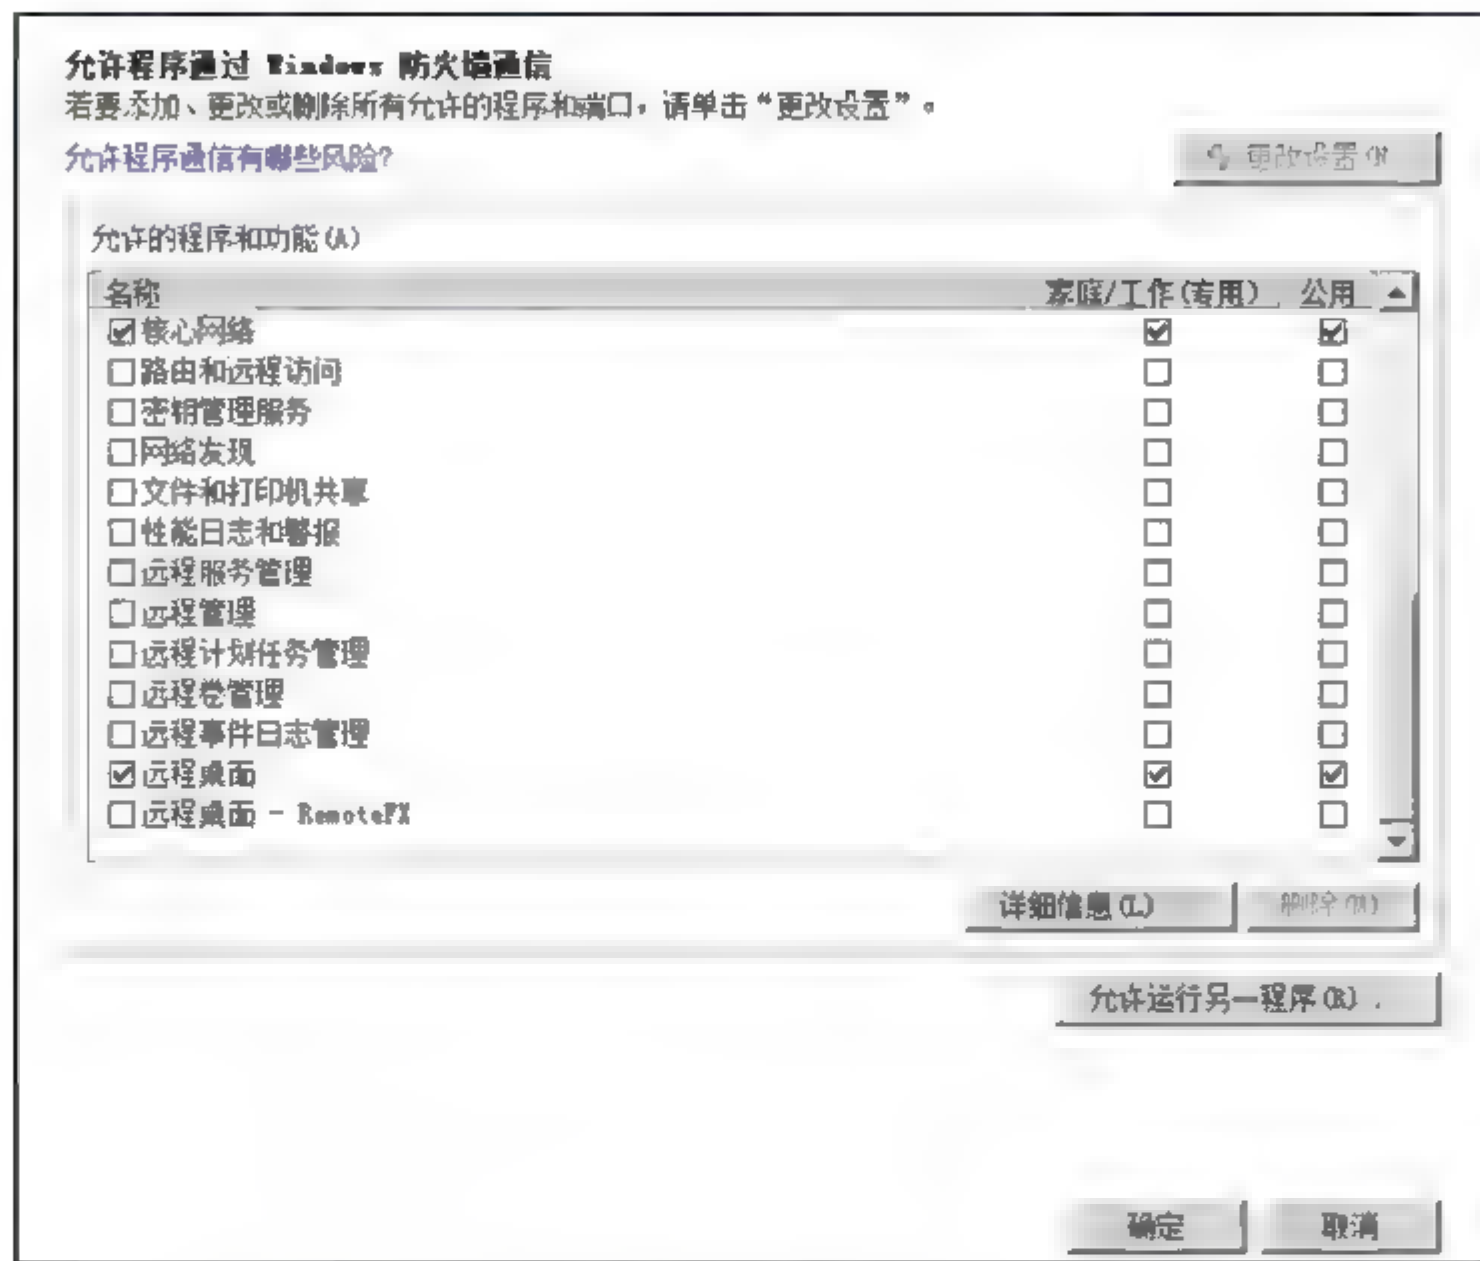 允许程序通过 Windows 防火墙通信
若要添加、更改或删除所有允许的程序和端口，请单击“更改设置”。
允许程序通信有哪些风险?
更改设置(N
允许的程序和功能(A)
名称 家庭/工作(专用) 公用
核心网络
路由和远程访问
密钥管理服务
网络发现
文件和打印机共享
性能日志和警报
远程服务管理
远程管理
远程计划任务管理
远程卷管理
远程事件日志管理
远程桌面
远程桌面 - RemoteFX
详细信息(L) 删除(M)
允许运行另一程序(R).
确定 取消